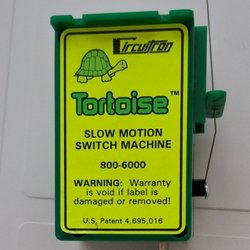 Circuitron
Tortoise™
SLOW MOTION
SWITCH MACHINE
800-6000
WARNING: Warranty
is void if label is
damaged or removed!
U.S. Patent 4,695,016